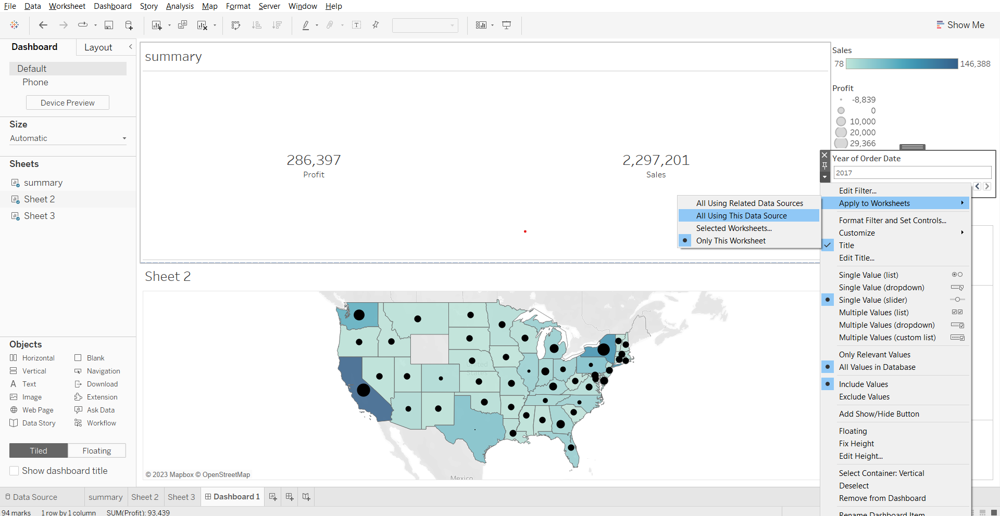 File Data Worksheet Dashboard Story Analysis Map Format Server Window Help
Show Me
Dashboard Layout
Default
Phone
Device Preview
Size
Automatic
Sheets
summary
Sheet 2
Sheet 3
Objects
Horizontal Blank
Vertical Navigation
Text Download
Image Extension
Web Page Ask Data
Data Story Workflow
Tiled Floating
Show dashboard title
summary
286,397
Profit
2,297,201
Sales
Sheet 2
United
States
Mexico
© 2023 Mapbox © OpenStreetMap
Sales
78 146,388
Profit
-8,839
0
10,000
20,000
29,366
Year of Order Date
2017
Edit Filter...
Apply to Worksheets
All Using Related Data Sources
All Using This Data Source
Selected Worksheets...
Only This Worksheet
Format Filter and Set Controls...
Customize
Title
Edit Title...
Single Value (list)
Single Value (dropdown)
Single Value (slider)
Multiple Values (list)
Multiple Values (dropdown)
Multiple Values (custom list)
Only Relevant Values
All Values in Database
Include Values
Exclude Values
Add Show/Hide Button
Floating
Fix Height
Edit Height...
Select Container: Vertical
Deselect
Remove from Dashboard
Rename Dashboard Item
Data Source summary Sheet 2 Sheet 3 Dashboard 1
94 marks 1 row by 1 column SUM(Profit): 93,439